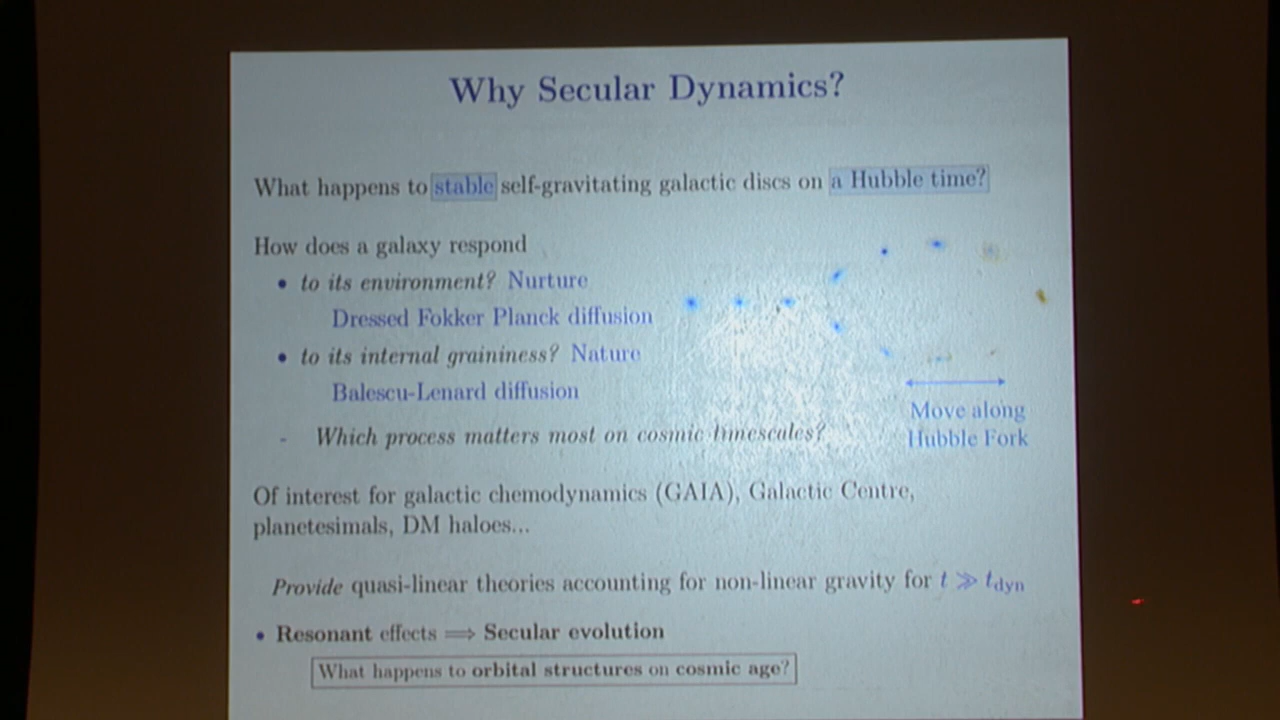 Why Secular Dynamics?
What happens to stable self-gravitating galactic discs on a Hubble time?
How does a galaxy respond
• to its environment? Nurture
Dressed Fokker Planck diffusion
• to its internal graininess? Nature
Balescu-Lenard diffusion
- Which process matters most on cosmic timescales?
Move along
Hubble Fork
Of interest for galactic chemodynamics (GAIA), Galactic Centre,
planetesimals, DM haloes...
Provide quasi-linear theories accounting for non-linear gravity for t ≫ tdyn
• Resonant effects ⟹ Secular evolution
What happens to orbital structures on cosmic age?